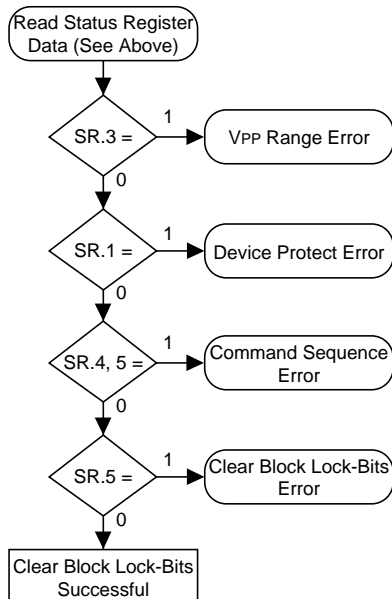 Read Status Register
Data (See Above)
SR.3 =
1
VPP Range Error
0
SR.1 =
1
Device Protect Error
0
SR.4, 5 =
1
Command Sequence
Error
0
SR.5 =
1
Clear Block Lock-Bits
Error
0
Clear Block Lock-Bits
Successful